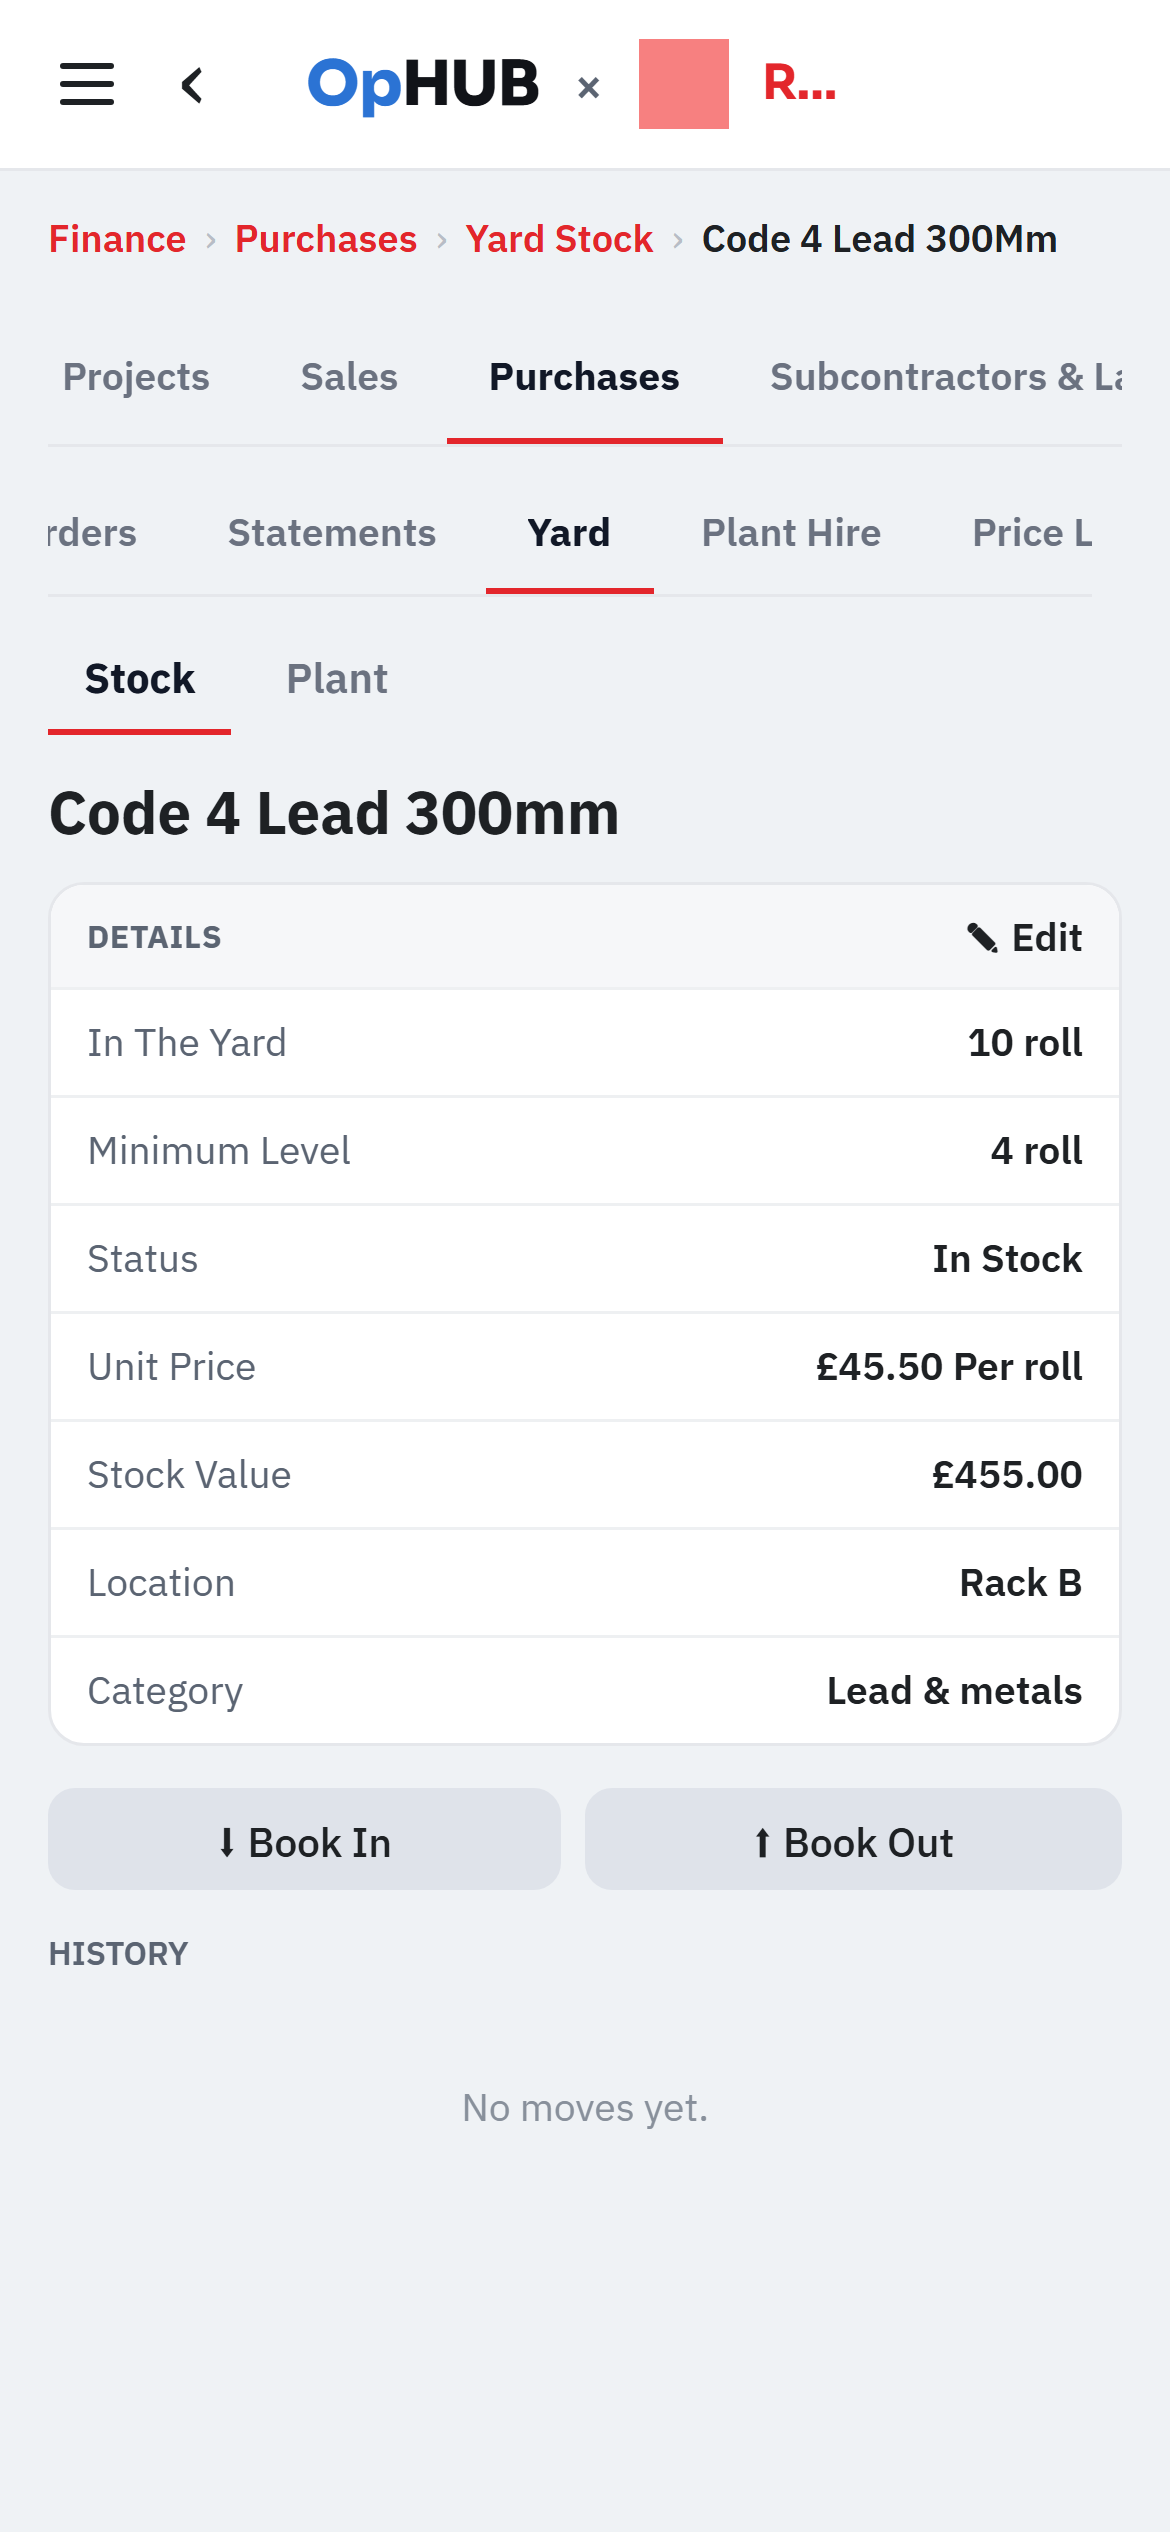 OpHUB × R...
Finance › Purchases › Yard Stock › Code 4 Lead 300Mm
Projects Sales Purchases Subcontractors &
rders Statements Yard Plant Hire Price L
Stock Plant
Code 4 Lead 300mm
DETAILS Edit
In The Yard 10 roll
Minimum Level 4 roll
Status In Stock
Unit Price £45.50 Per roll
Stock Value £455.00
Location Rack B
Category Lead & metals
Book In Book Out
HISTORY
No moves yet.